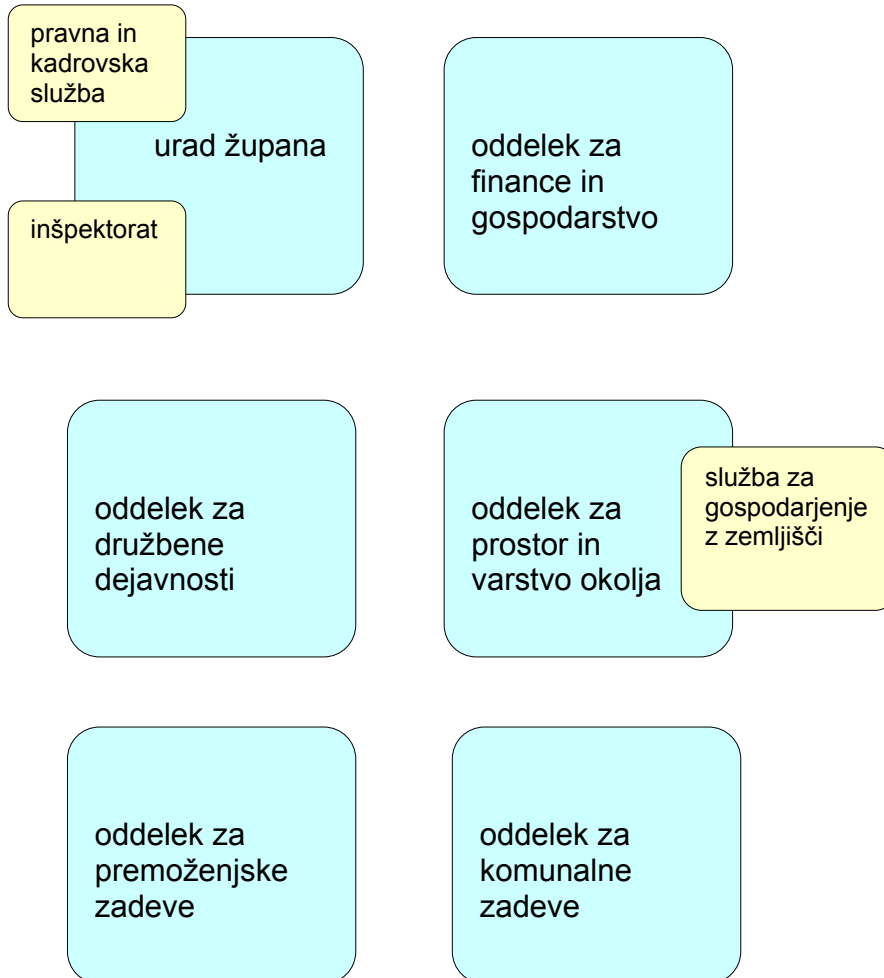 pravna in
kadrovska
služba
urad župana
inšpektorat
oddelek za
finance in
gospodarstvo
oddelek za
družbene
dejavnosti
oddelek za
prostor in
varstvo okolja
služba za
gospodarjenje
z zemljišči
oddelek za
premoženjske
zadeve
oddelek za
komunalne
zadeve